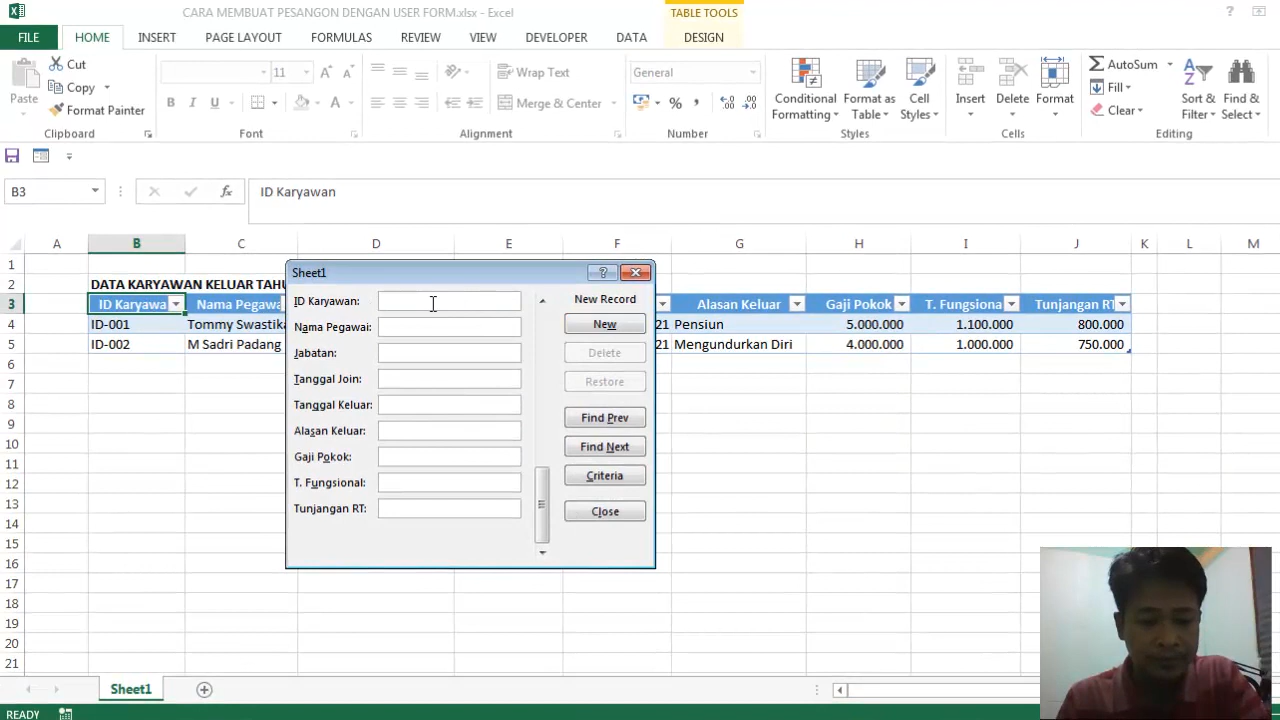 CARA MEMBUAT PESANGON DENGAN USER FORM.xlsx - Excel
TABLE TOOLS
?
FILE HOME INSERT PAGE LAYOUT FORMULAS REVIEW VIEW DEVELOPER DATA DESIGN
Cut
Copy
Format Painter
Paste
Clipboard
11
B I U
Font
Wrap Text
Merge & Center
Alignment
General
Number
Conditional
Formatting
Format as
Table
Cell
Styles
Styles
Insert
Delete
Format
Cells
AutoSum
Fill
Clear
Sort &
Filter
Find &
Select
Editing
B3
fx
ID Karyawan
A B C D E F G H I J K L M
1
2 DATA KARYAWAN KELUAR TAHU
3 ID Karyawa Nama Pegawa Alasan Keluar Gaji Pokok T. Fungsiona Tunjangan RT
4 ID-001 Tommy Swastika 21 Pensiun 5.000.000 1.100.000 800.000
5 ID-002 M Sadri Padang 21 Mengundurkan Diri 4.000.000 1.000.000 750.000
6
7
8
9
10
11
12
13
14
15
16
17
18
19
20
21
Sheet1
?
ID Karyawan:
Nama Pegawai:
Jabatan:
Tanggal Join:
Tanggal Keluar:
Alasan Keluar:
Gaji Pokok:
T. Fungsional:
Tunjangan RT:
New Record
New
Delete
Restore
Find Prev
Find Next
Criteria
Close
Sheet1
READY